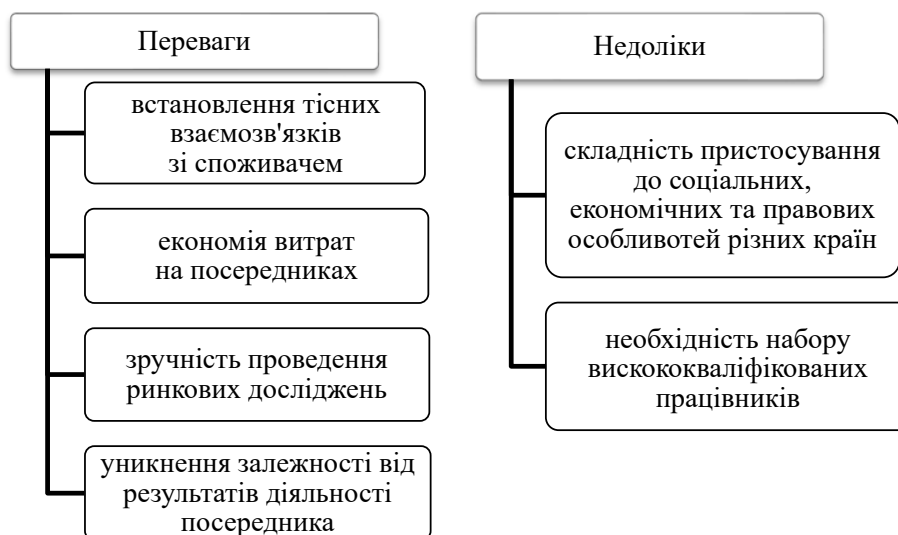 Переваги
встановлення тісних
взаємозв'язків
зі споживачем
економія витрат
на посередниках
зручність проведення
ринкових досліджень
уникнення залежності від
результатів діяльності
посередника
Недоліки
складність пристосування
до соціальних,
економічних та правових
особливотей різних країн
необхідність набору
вискококваліфікованих
працівників